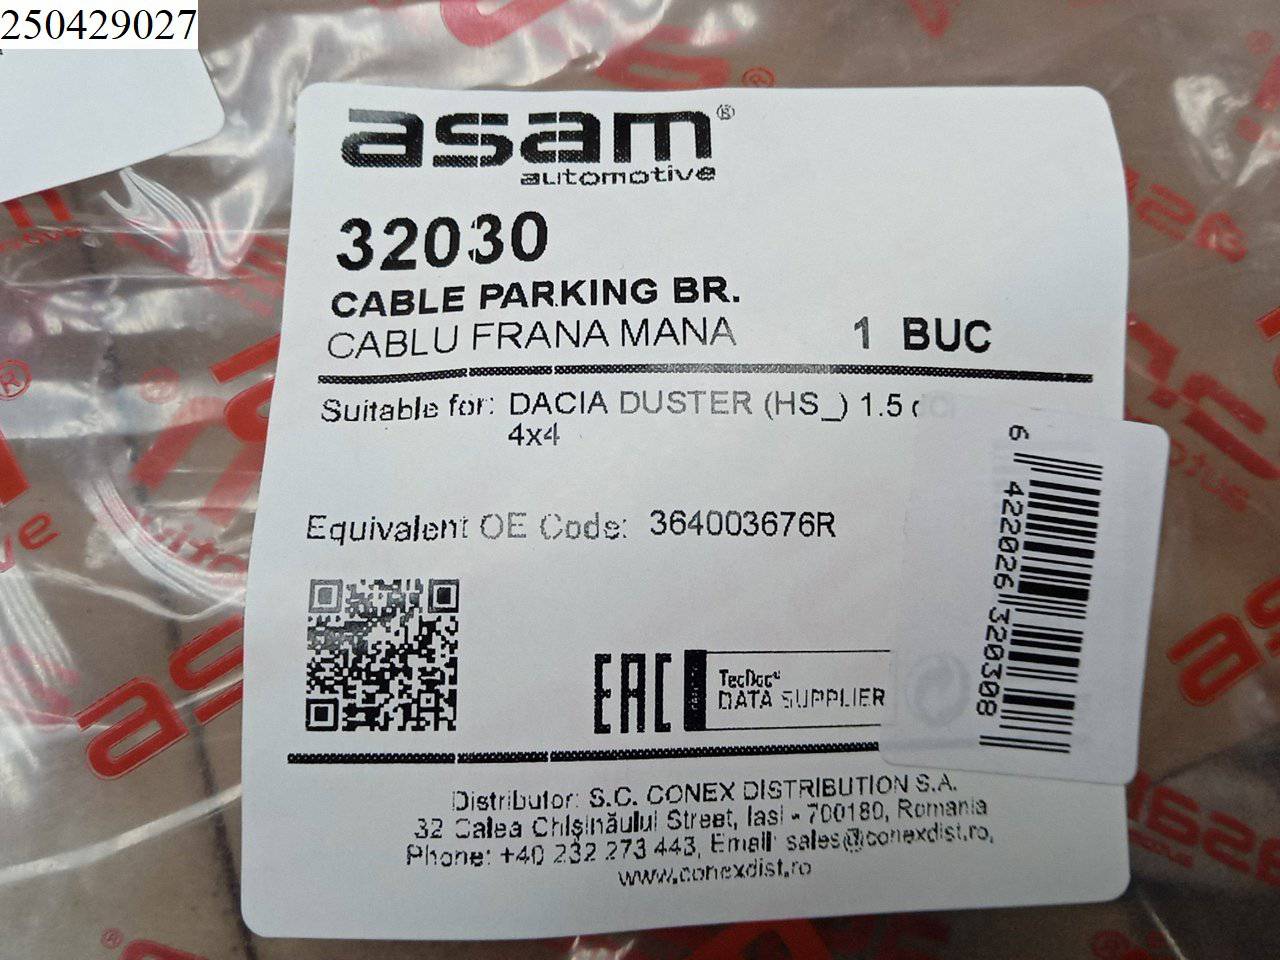 250429027
asam®
automotive
32030
CABLE PARKING BR.
CABLU FRANA MANA 1 BUC
Suitable for: DACIA DUSTER (HS_) 1.5 dci
4x4
Equivalent OE Code: 364003676R
EAC
TecDoc®
DATA SUPPLIER
6 422026 320308
Distributor: S.C. CONEX DISTRIBUTION S.A.
32 Calea Chişinăului Street, Iasi - 700180, Romania
Phone: +40 232 273 443, Email: sales@conexdist.ro,
www.conexdist.ro